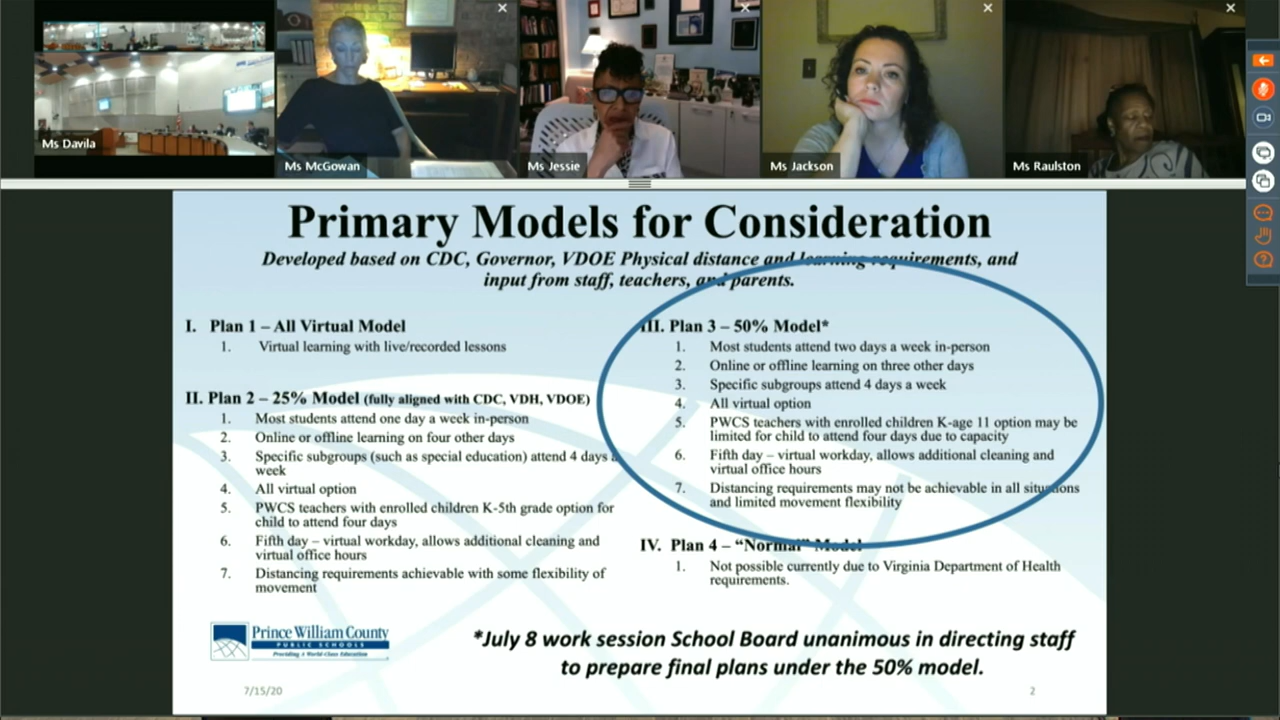 Ms Davila
Ms McGowan
Ms Jessie
Ms Jackson
Ms Raulston
Primary Models for Consideration
Developed based on CDC, Governor, VDOE Physical distance and learning requirements, and
input from staff, teachers, and parents.
I. Plan 1 – All Virtual Model
1. Virtual learning with live/recorded lessons
II. Plan 2 – 25% Model (fully aligned with CDC, VDH, VDOE)
1. Most students attend one day a week in-person
2. Online or offline learning on four other days
3. Specific subgroups (such as special education) attend 4 days a
week
4. All virtual option
5. PWCS teachers with enrolled children K-5th grade option for
child to attend four days
6. Fifth day – virtual workday, allows additional cleaning and
virtual office hours
7. Distancing requirements achievable with some flexibility of
movement
III. Plan 3 – 50% Model*
1. Most students attend two days a week in-person
2. Online or offline learning on three other days
3. Specific subgroups attend 4 days a week
4. All virtual option
5. PWCS teachers with enrolled children K-age 11 option may be
limited for child to attend four days due to capacity
6. Fifth day – virtual workday, allows additional cleaning and
virtual office hours
7. Distancing requirements may not be achievable in all situations
and limited movement flexibility
IV. Plan 4 – “Normal” Model
1. Not possible currently due to Virginia Department of Health
requirements.
Prince William County
PUBLIC SCHOOLS
Providing A World-Class Education
*July 8 work session School Board unanimous in directing staff
to prepare final plans under the 50% model.
7/15/20
2